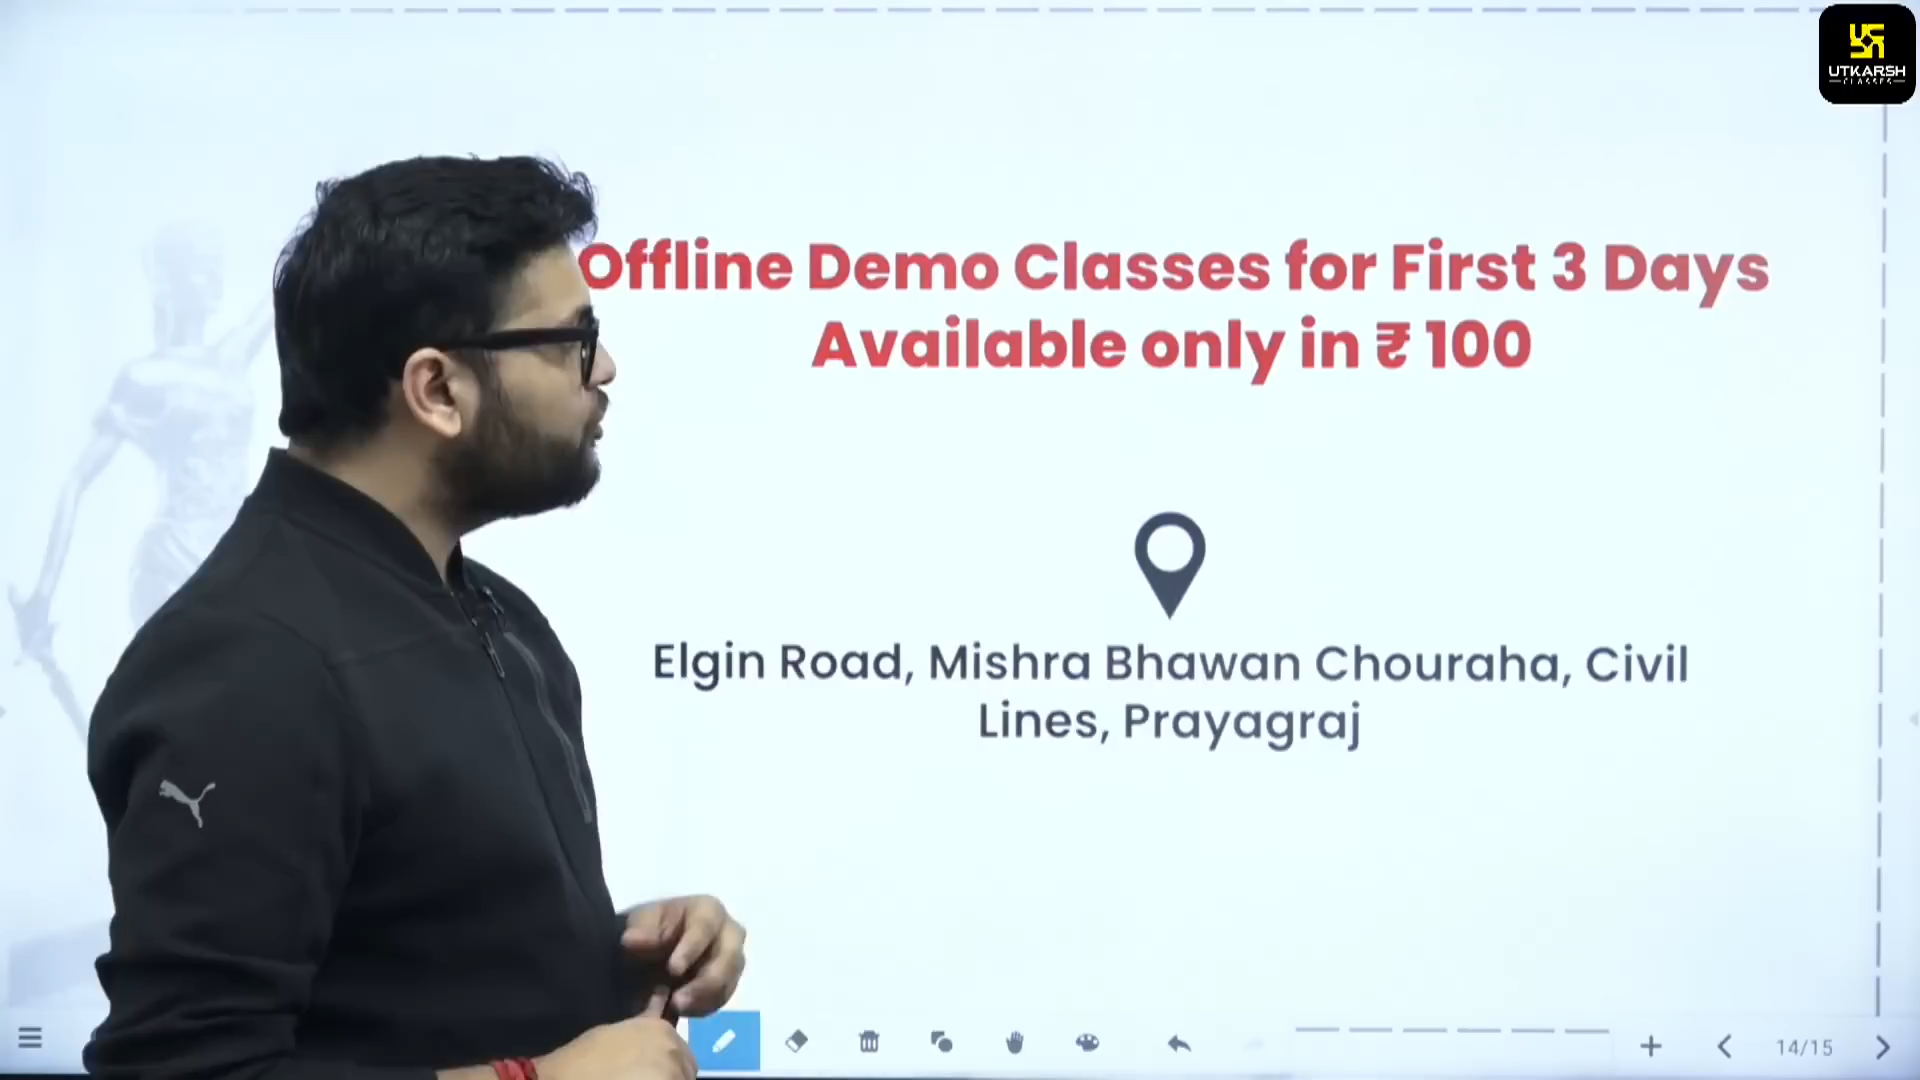 UTKARSH
CLASSES
Offline Demo Classes for First 3 Days
Available only in ₹ 100
Elgin Road, Mishra Bhawan Chouraha, Civil
Lines, Prayagraj
14/15